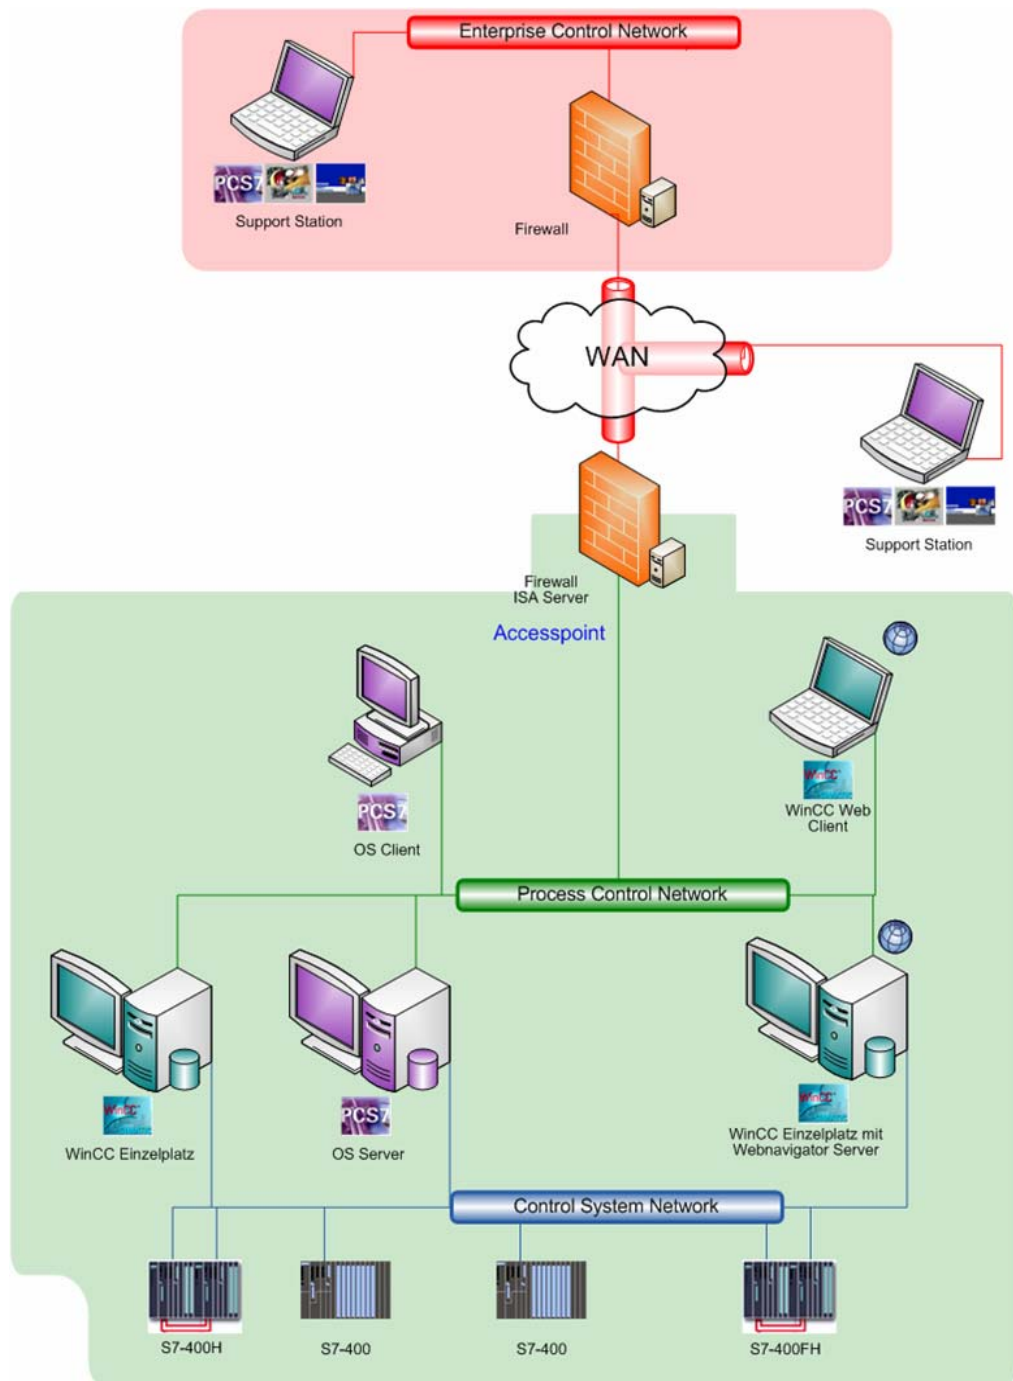 Enterprise Control Network
PCS7
Support Station
Firewall
WAN
PCS7
Support Station
Firewall
ISA Server
Accesspoint
PCS7
OS Client
WinCC
WinCC Web
Client
Process Control Network
WinCC
WinCC Einzelplatz
PCS7
OS Server
WinCC
WinCC Einzelplatz mit
Webnavigator Server
Control System Network
S7-400H
S7-400
S7-400
S7-400FH